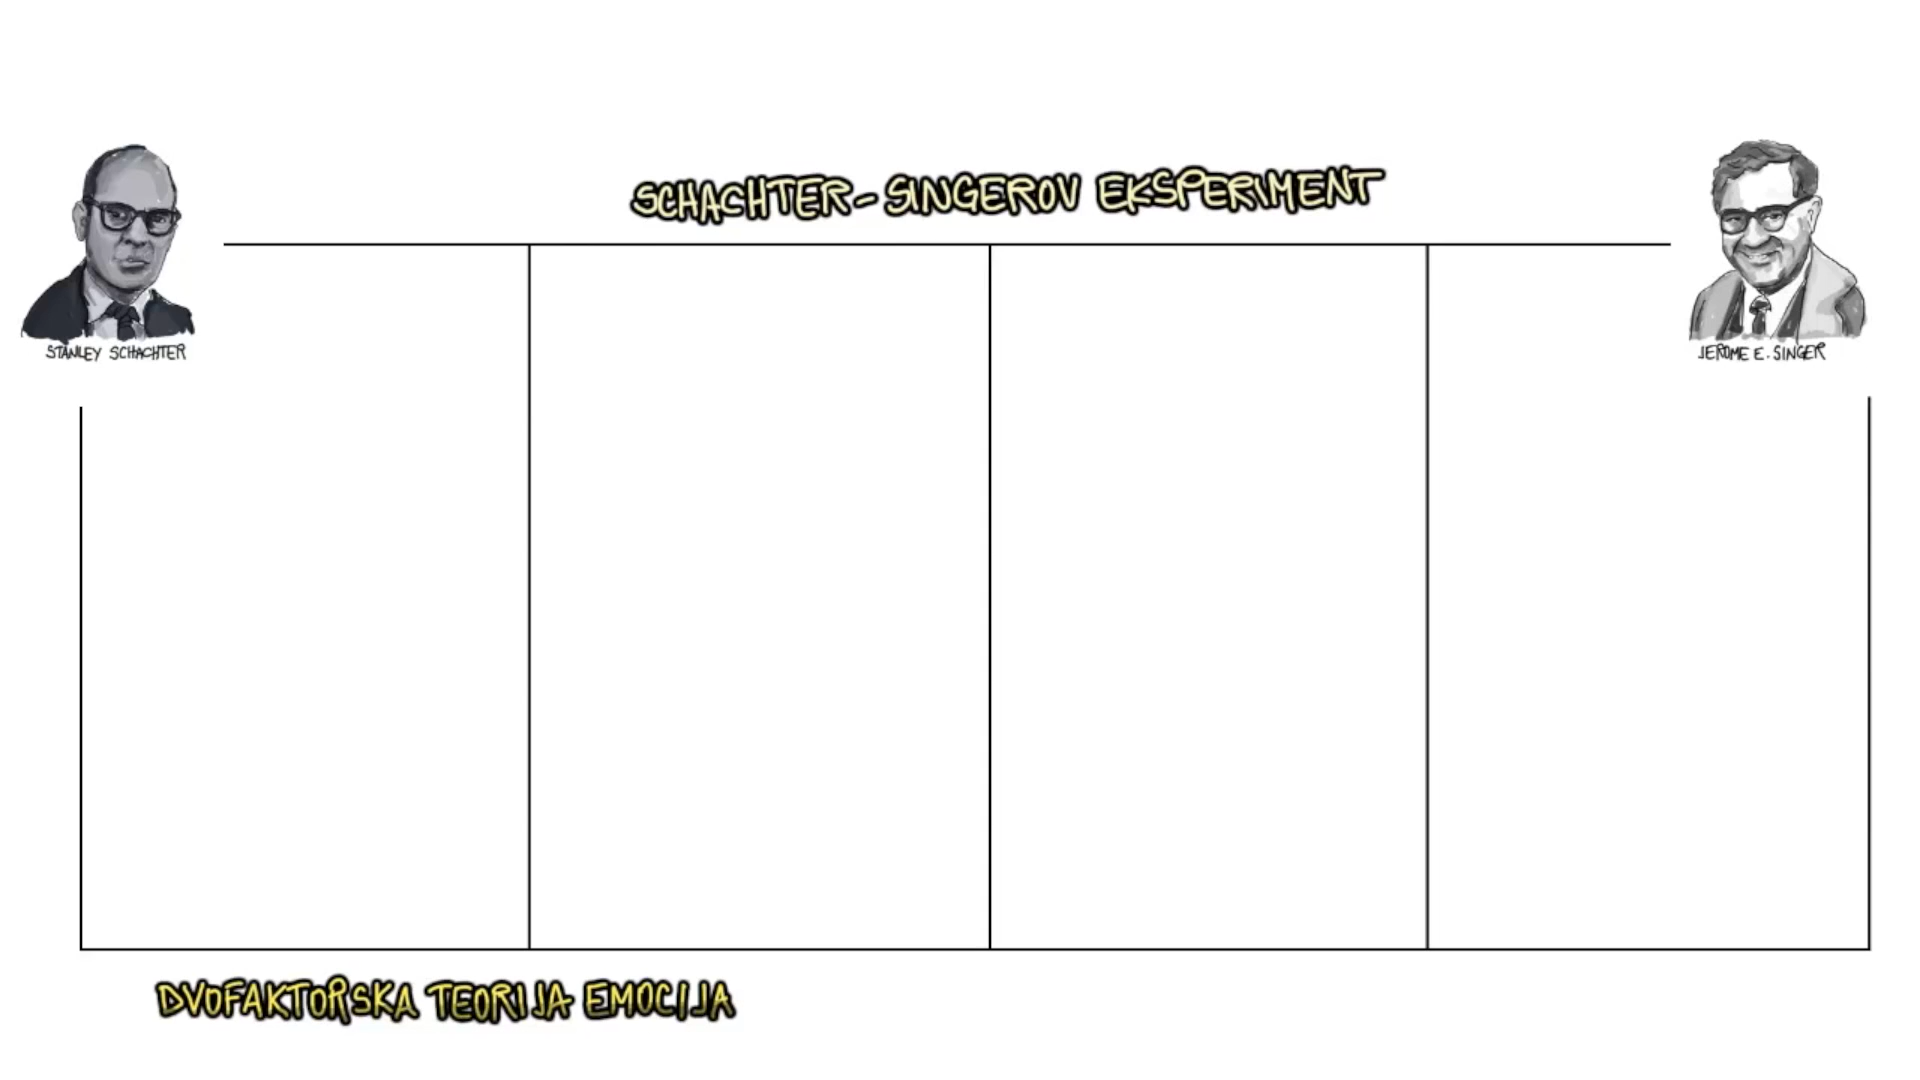 SCHACHTER-SINGEROV EKSPERIMENT
STANLEY SCHACHTER
JEROME E. SINGER
DVOFAKTORSKA TEORIJA EMOCIJA